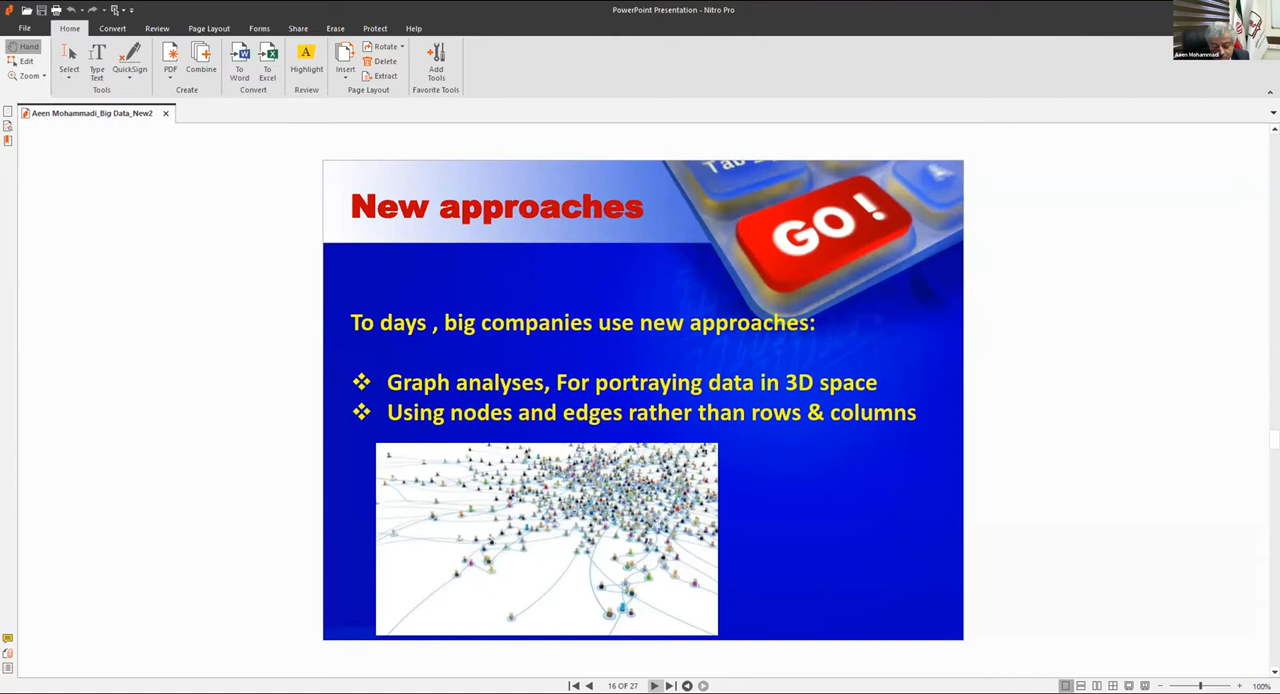 PowerPoint Presentation - Nitro Pro
File Home Convert Review Page Layout Forms Share Erase Protect Help
Hand
Edit
Zoom
Select
Type Text
QuickSign
Tools
PDF
Combine
Create
To Word
To Excel
Convert
Highlight
Review
Insert
Rotate
Delete
Extract
Page Layout
Add Tools
Favorite Tools
Aeen Mohammadi
Aeen Mohammadi_Big Data_New2
New approaches
Tab
GO !
To days , big companies use new approaches:
❖ Graph analyses, For portraying data in 3D space
❖ Using nodes and edges rather than rows & columns
16 OF 27
100%